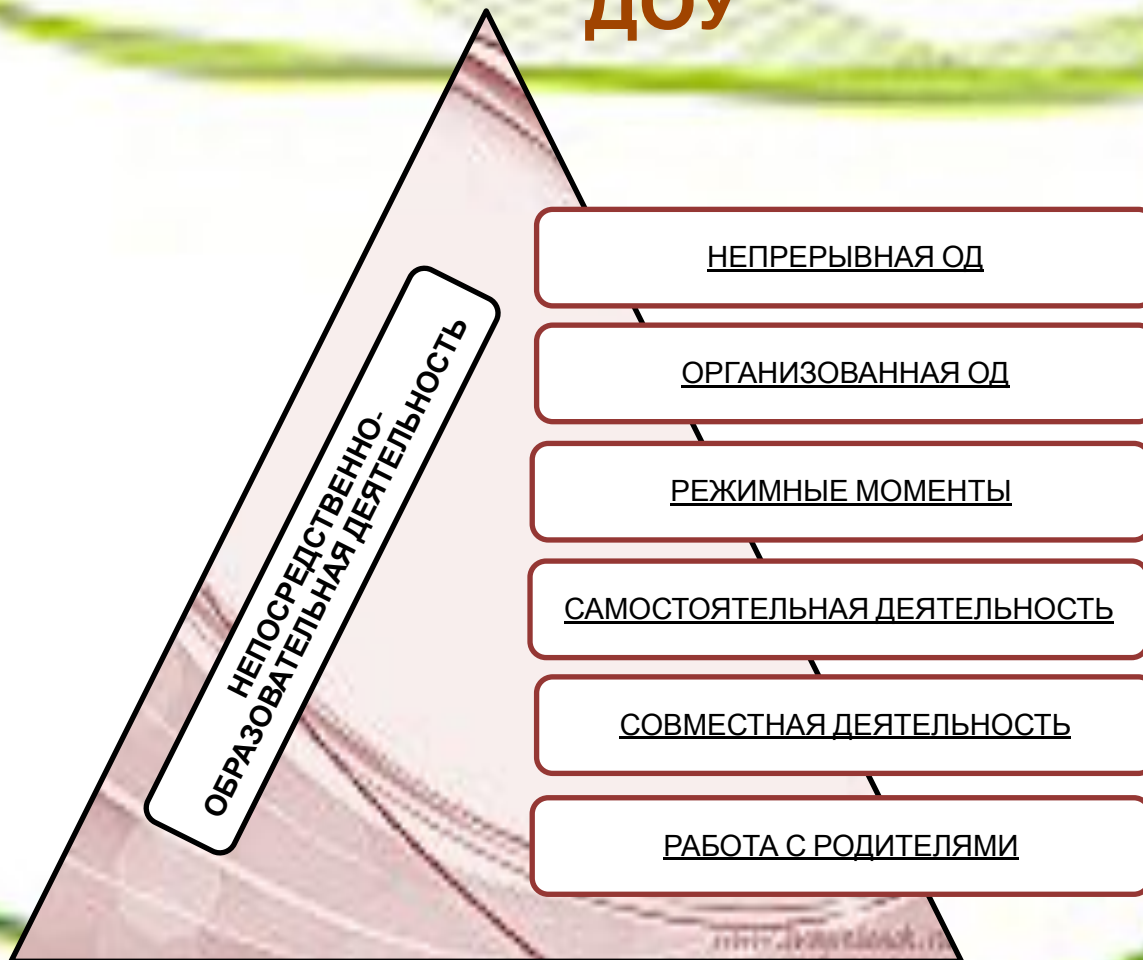 ДОУ
НЕПРЕРЫВНАЯ ОД
ОРГАНИЗОВАННАЯ ОД
РЕЖИМНЫЕ МОМЕНТЫ
САМОСТОЯТЕЛЬНАЯ ДЕЯТЕЛЬНОСТЬ
СОВМЕСТНАЯ ДЕЯТЕЛЬНОСТЬ
РАБОТА С РОДИТЕЛЯМИ
НЕПОСРЕДСТВЕННО-
ОБРАЗОВАТЕЛЬНАЯ ДЕЯТЕЛЬНОСТЬ